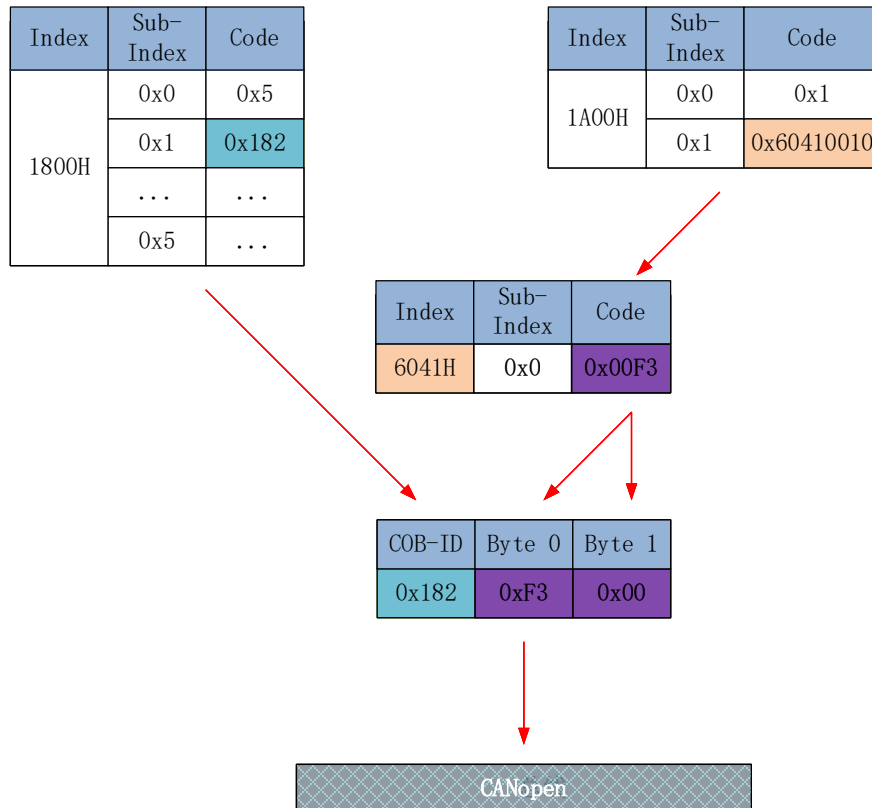 Index Sub-Index Code
1800H
0x0 0x5
0x1 0x182
... ...
0x5 ...
Index Sub-Index Code
1A00H
0x0 0x1
0x1 0x60410010
Index Sub-Index Code
6041H 0x0 0x00F3
COB-ID Byte 0 Byte 1
0x182 0xF3 0x00
CANopen